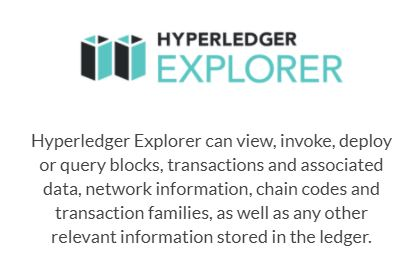 HYPERLEDGER
EXPLORER
Hyperledger Explorer can view, invoke, deploy
or query blocks, transactions and associated
data, network information, chain codes and
transaction families, as well as any other
relevant information stored in the ledger.